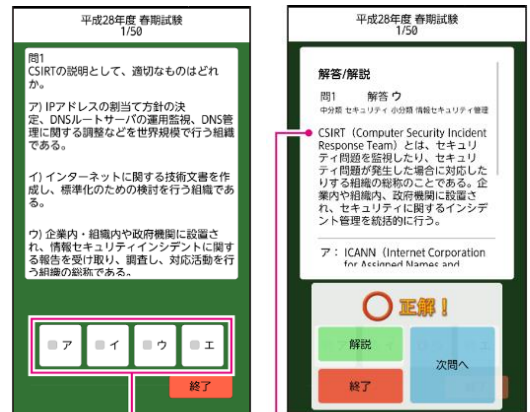 平成28年度 春期試験
1/50
問1
CSIRTの説明として、適切なものはどれ
か。
ア) IPアドレスの割当て方針の決
定、DNSルートサーバの運用監視、DNS管
理に関する調整などを世界規模で行う組織
である。
イ) インターネットに関する技術文書を作
成し、標準化のための検討を行う組織であ
る。
ウ) 企業内・組織内や政府機関に設置さ
れ、情報セキュリティインシデントに関す
る報告を受け取り、調査し、対応活動を行
う組織の総称である。
ア
イ
ウ
エ
終了
平成28年度 春期試験
1/50
解答/解説
問1 解答 ウ
中分類 セキュリティ 小分類 情報セキュリティ管理
CSIRT（Computer Security Incident
Response Team）とは、セキュリ
ティ問題を監視したり、セキュリ
ティ問題が発生した場合に対応した
りする組織の総称のことである。企
業内や組織内、政府機関に設置さ
れ、セキュリティに関するインシデ
ント管理を統括的に行う。
ア： ICANN（Internet Corporation
for Assigned Names and
正解！
解説
次問へ
終了